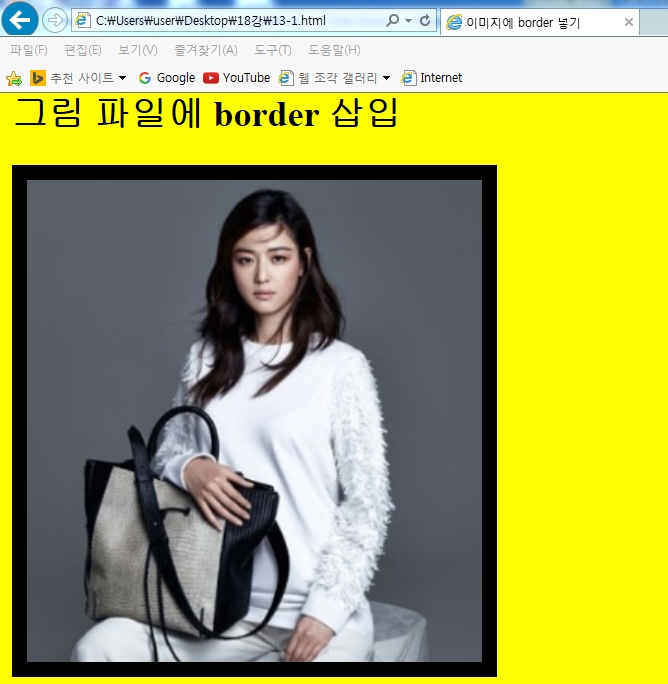 C:₩Users₩user₩Desktop₩18강₩13-1.html
이미지에 border 넣기
파일(F) 편집(E) 보기(V) 즐겨찾기(A) 도구(T) 도움말(H)
추천 사이트 Google YouTube 웹 조각 갤러리 Internet
그림 파일에 border 삽입